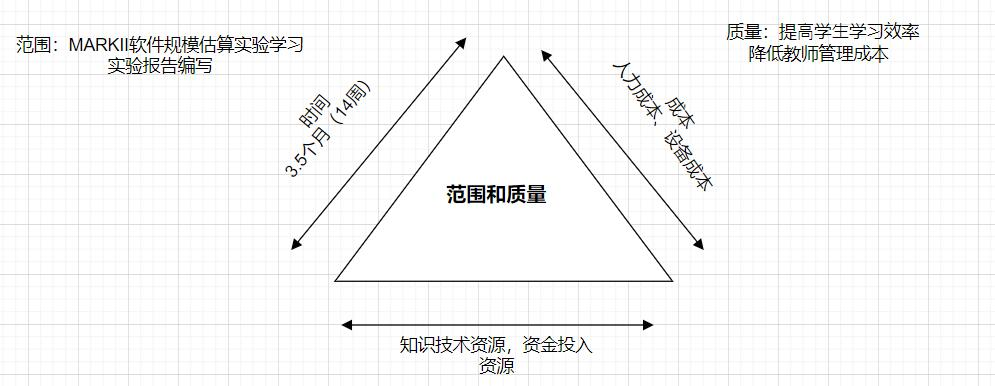 范围：MARKII软件规模估算实验学习
实验报告编写
质量：提高学生学习效率
降低教师管理成本
时间
3.5个月（14周）
成本
人力成本、设备成本
范围和质量
知识技术资源，资金投入
资源